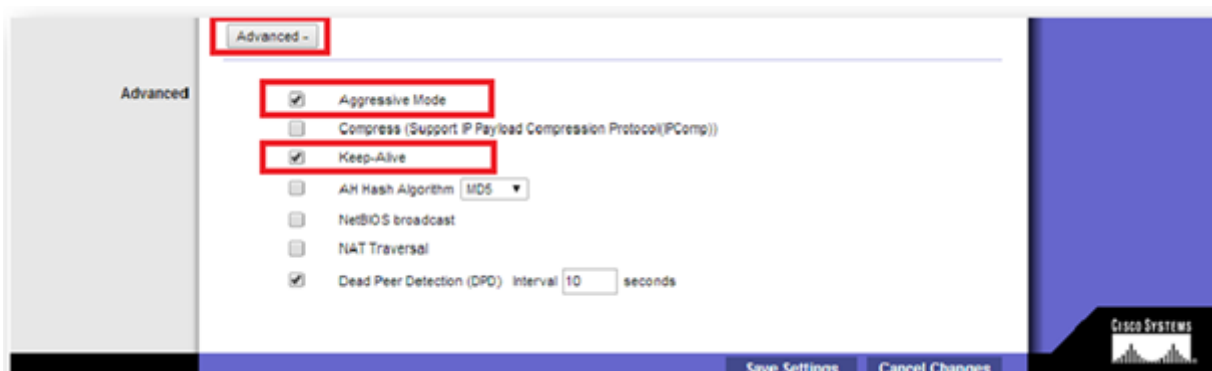 Advanced -
Advanced
Aggressive Mode
Compress (Support IP Payload Compression Protocol(IPComp))
Keep-Alive
AH Hash Algorithm MD5
NetBIOS broadcast
NAT Traversal
Dead Peer Detection (DPD) Interval 10 seconds
CISCO SYSTEMS
Save Settings Cancel Changes